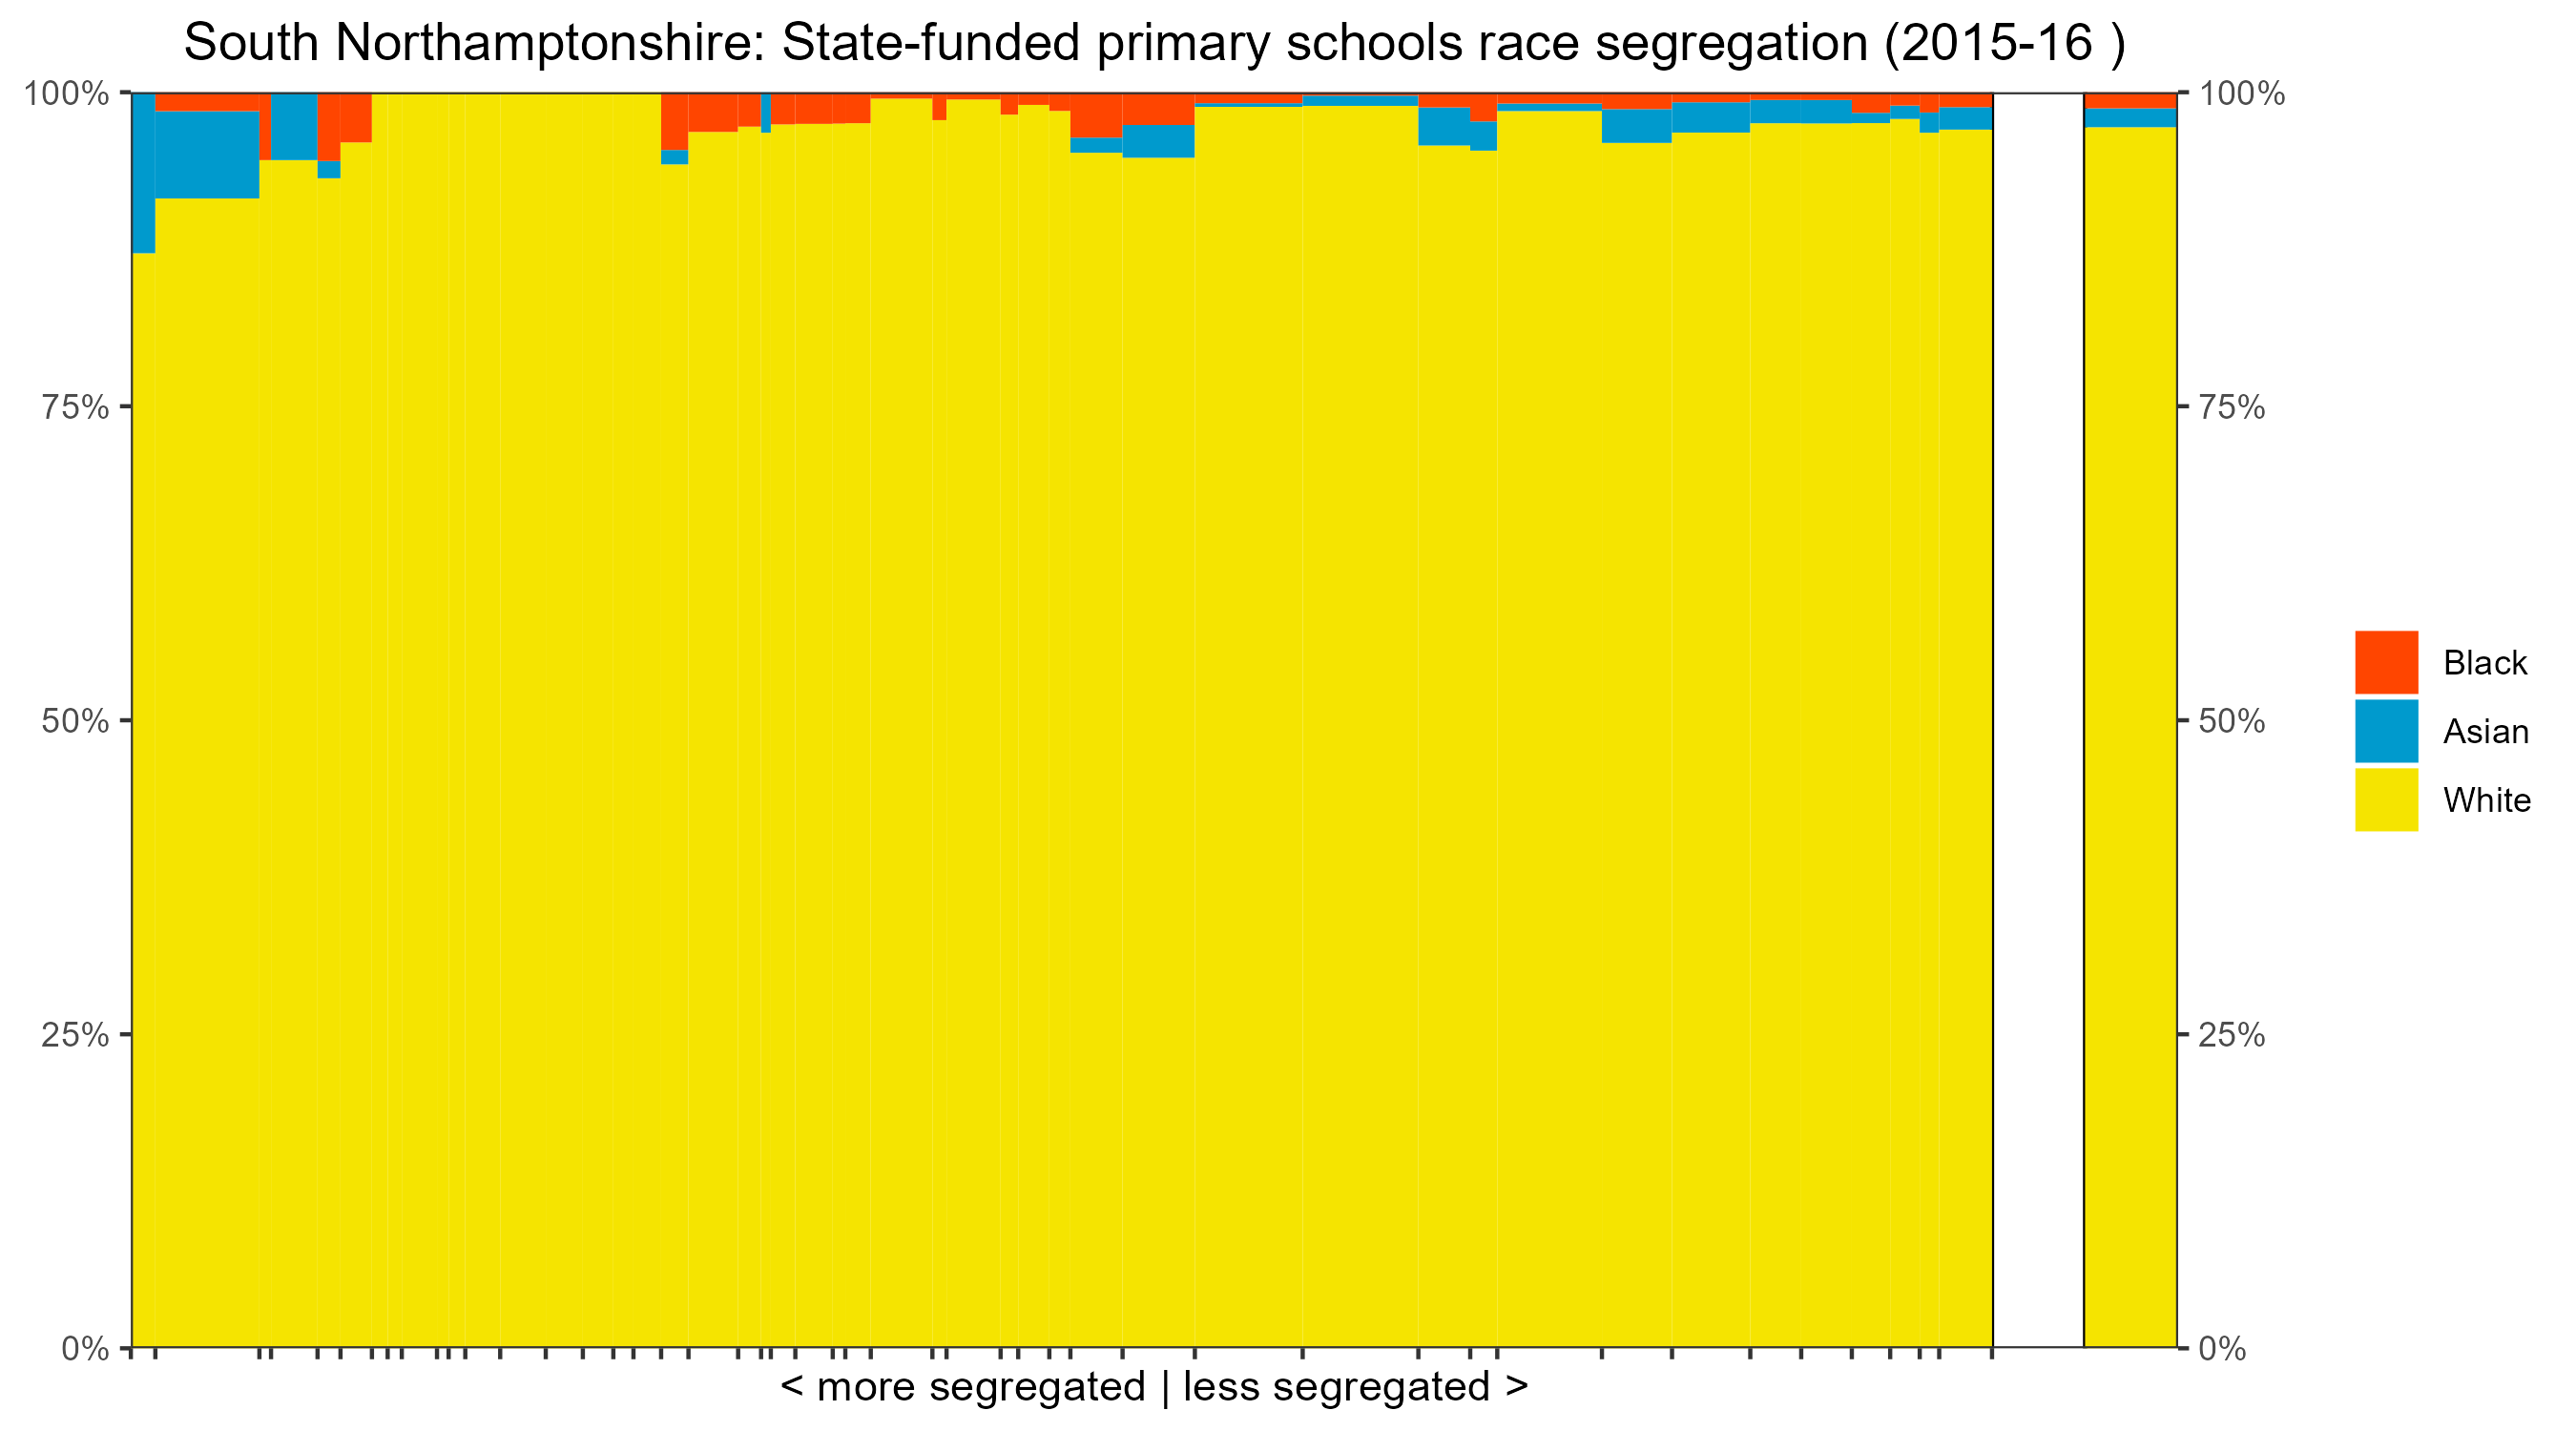 South Northamptonshire: State-funded primary schools race segregation (2015-16 )
100%
75%
50%
25%
0%
100%
75%
50%
25%
0%
Black
Asian
White
< more segregated | less segregated >